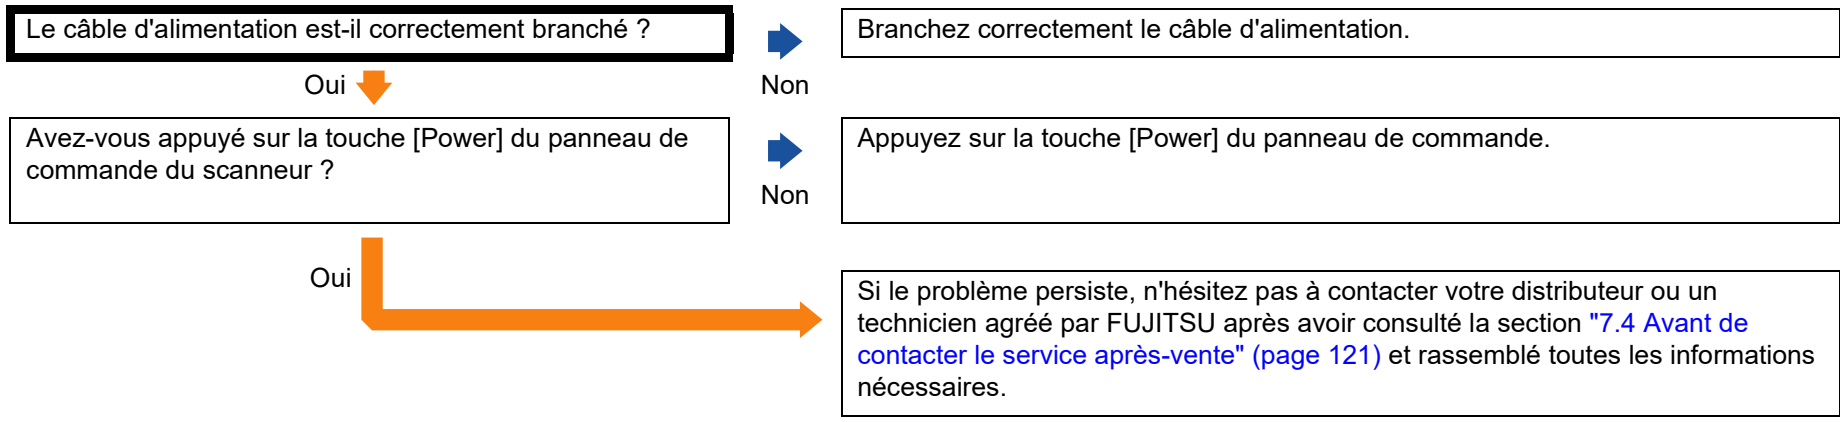 Le câble d'alimentation est-il correctement branché ?
Branchez correctement le câble d'alimentation.
Oui
Non
Avez-vous appuyé sur la touche [Power] du panneau de
commande du scanneur ?
Appuyez sur la touche [Power] du panneau de commande.
Non
Oui
Si le problème persiste, n'hésitez pas à contacter votre distributeur ou un
technicien agréé par FUJITSU après avoir consulté la section "7.4 Avant de
contacter le service après-vente" (page 121) et rassemblé toutes les informations
nécessaires.